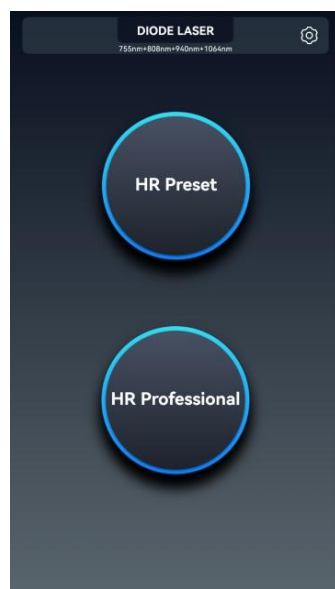 DIODE LASER
755nm+808nm+940nm+1064nm
HR Preset
HR Professional